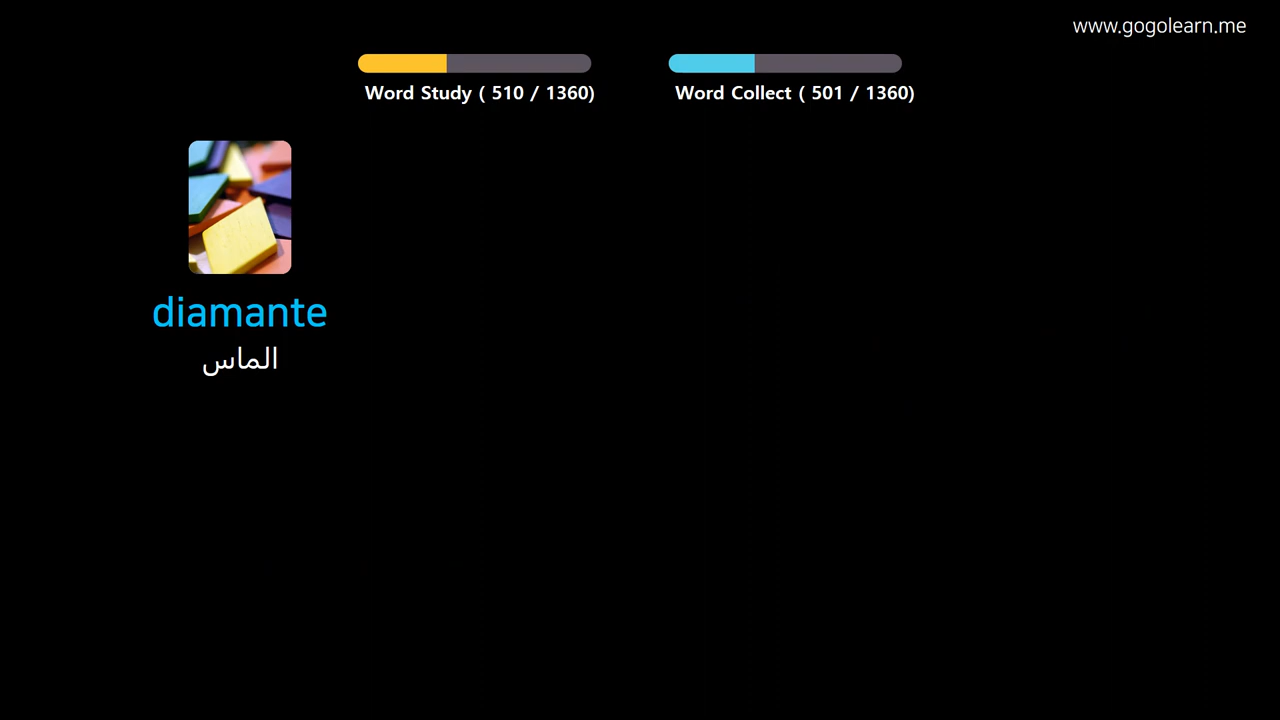 www.gogolearn.me
Word Study ( 510 / 1360)
Word Collect ( 501 / 1360)
diamante
الماس